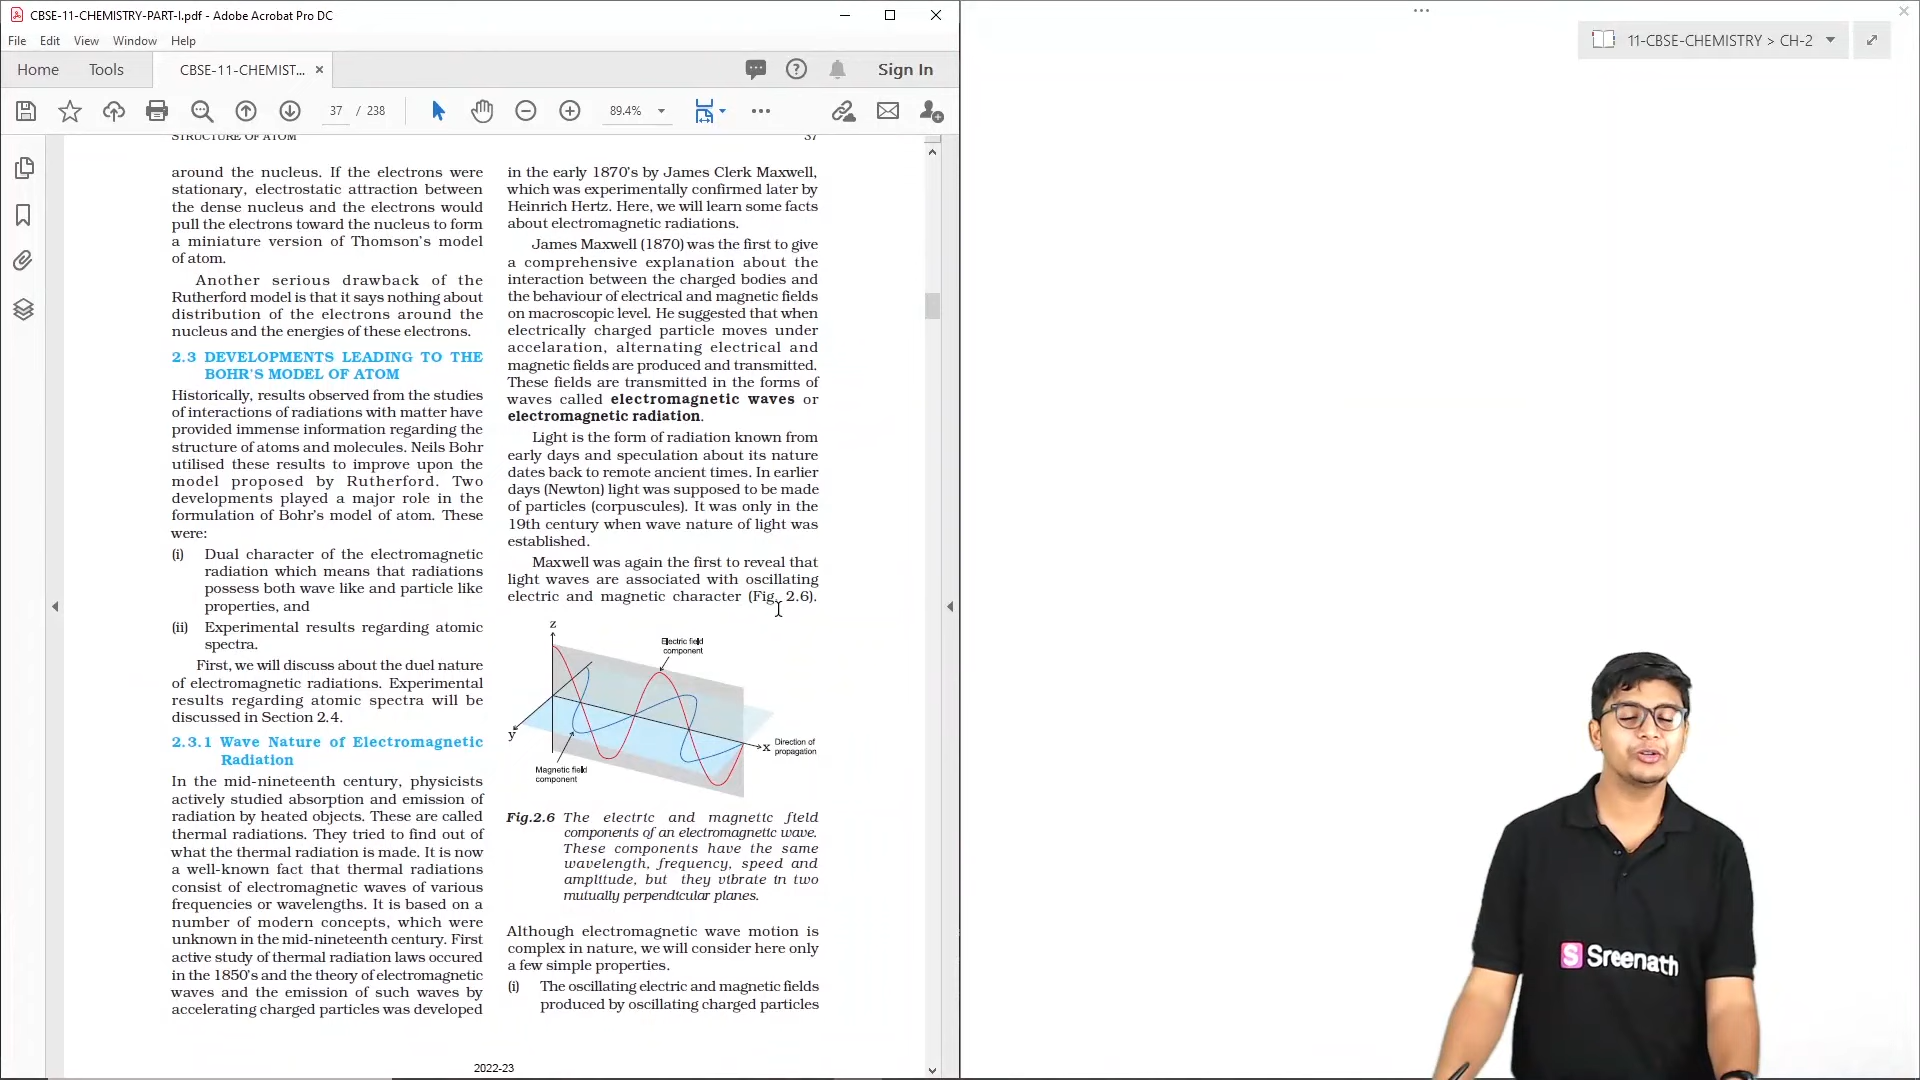 CBSE-11-CHEMISTRY-PART-I.pdf - Adobe Acrobat Pro DC
File Edit View Window Help
Home Tools CBSE-11-CHEMIST... × Sign In
37 / 238 89.4%
11-CBSE-CHEMISTRY > CH-2
STRUCTURE OF ATOM 37
around the nucleus. If the electrons were
stationary, electrostatic attraction between
the dense nucleus and the electrons would
pull the electrons toward the nucleus to form
a miniature version of Thomson's model
of atom.
Another serious drawback of the
Rutherford model is that it says nothing about
distribution of the electrons around the
nucleus and the energies of these electrons.
2.3 DEVELOPMENTS LEADING TO THE
BOHR'S MODEL OF ATOM
Historically, results observed from the studies
of interactions of radiations with matter have
provided immense information regarding the
structure of atoms and molecules. Neils Bohr
utilised these results to improve upon the
model proposed by Rutherford. Two
developments played a major role in the
formulation of Bohr's model of atom. These
were:
(i) Dual character of the electromagnetic
radiation which means that radiations
possess both wave like and particle like
properties, and
(ii) Experimental results regarding atomic
spectra.
First, we will discuss about the duel nature
of electromagnetic radiations. Experimental
results regarding atomic spectra will be
discussed in Section 2.4.
2.3.1 Wave Nature of Electromagnetic
Radiation
In the mid-nineteenth century, physicists
actively studied absorption and emission of
radiation by heated objects. These are called
thermal radiations. They tried to find out of
what the thermal radiation is made. It is now
a well-known fact that thermal radiations
consist of electromagnetic waves of various
frequencies or wavelengths. It is based on a
number of modern concepts, which were
unknown in the mid-nineteenth century. First
active study of thermal radiation laws occured
in the 1850's and the theory of electromagnetic
waves and the emission of such waves by
accelerating charged particles was developed
in the early 1870's by James Clerk Maxwell,
which was experimentally confirmed later by
Heinrich Hertz. Here, we will learn some facts
about electromagnetic radiations.
James Maxwell (1870) was the first to give
a comprehensive explanation about the
interaction between the charged bodies and
the behaviour of electrical and magnetic fields
on macroscopic level. He suggested that when
electrically charged particle moves under
accelaration, alternating electrical and
magnetic fields are produced and transmitted.
These fields are transmitted in the forms of
waves called electromagnetic waves or
electromagnetic radiation.
Light is the form of radiation known from
early days and speculation about its nature
dates back to remote ancient times. In earlier
days (Newton) light was supposed to be made
of particles (corpuscules). It was only in the
19th century when wave nature of light was
established.
Maxwell was again the first to reveal that
light waves are associated with oscillating
electric and magnetic character (Fig. 2.6).
z
Electric field
component
y
x
Direction of
propagation
Magnetic field
component
Fig.2.6 The electric and magnetic field
components of an electromagnetic wave.
These components have the same
wavelength, frequency, speed and
amplitude, but they vibrate in two
mutually perpendicular planes.
Although electromagnetic wave motion is
complex in nature, we will consider here only
a few simple properties.
(i) The oscillating electric and magnetic fields
produced by oscillating charged particles
2022-23
S Sreenath